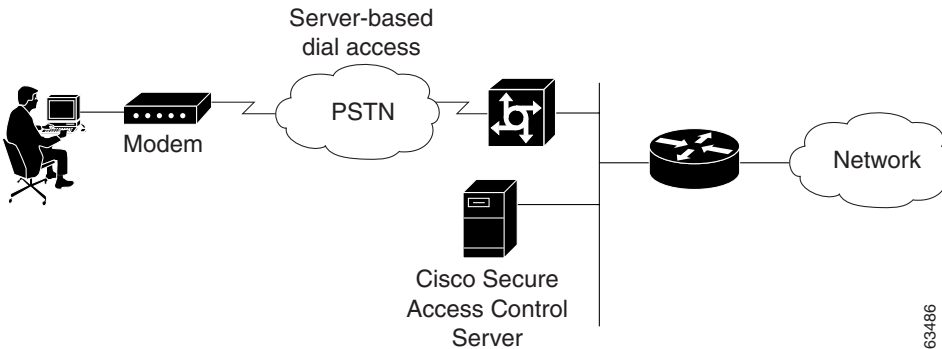 Server-based
dial access
PSTN
Modem
Network
Cisco Secure
Access Control
Server
63486